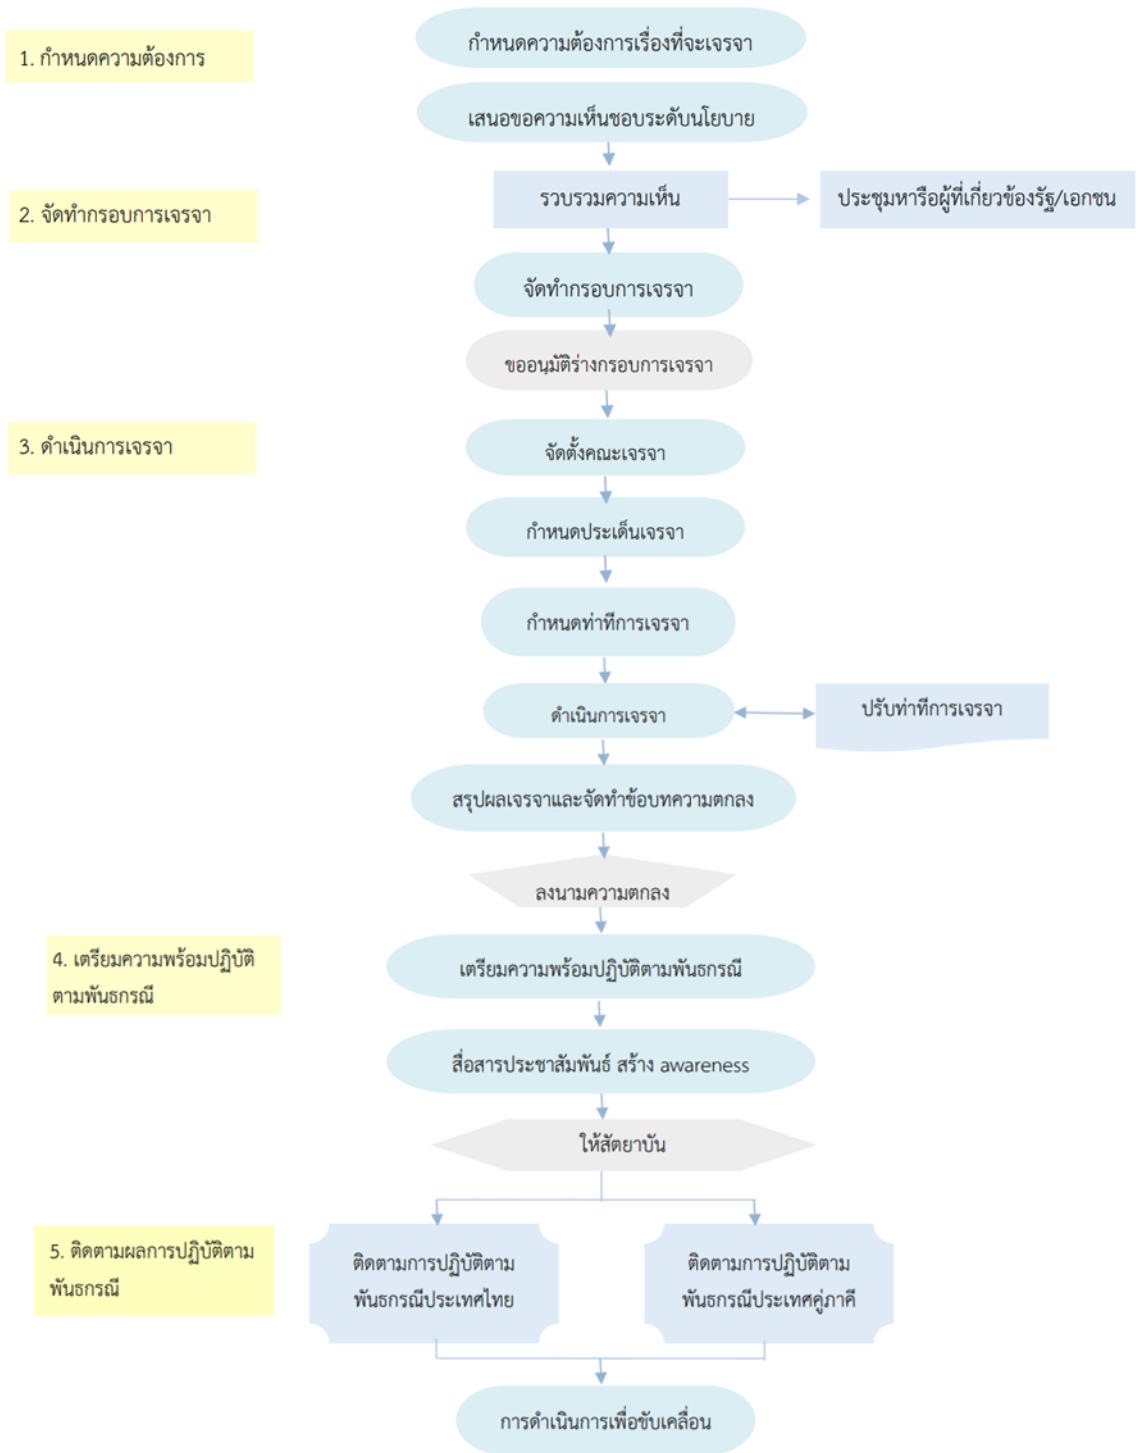 กำหนดความต้องการเรื่องที่จะเจรจา
1. กำหนดความต้องการ
เสนอขอความเห็นชอบระดับนโยบาย
รวบรวมความเห็น
ประชุมหารือผู้ที่เกี่ยวข้องรัฐ/เอกชน
2. จัดทำกรอบการเจรจา
จัดทำกรอบการเจรจา
ขออนุมัติร่างกรอบการเจรจา
3. ดำเนินการเจรจา
จัดตั้งคณะเจรจา
กำหนดประเด็นเจรจา
กำหนดท่าทีการเจรจา
ดำเนินการเจรจา
ปรับท่าทีการเจรจา
สรุปผลเจรจาและจัดทำข้อบทความตกลง
ลงนามความตกลง
4. เตรียมความพร้อมปฏิบัติ
ตามพันธกรณี
เตรียมความพร้อมปฏิบัติตามพันธกรณี
สื่อสารประชาสัมพันธ์ สร้าง awareness
ให้สัตยาบัน
5. ติดตามผลการปฏิบัติตาม
พันธกรณี
ติดตามการปฏิบัติตาม
พันธกรณีประเทศไทย
ติดตามการปฏิบัติตาม
พันธกรณีประเทศคู่ภาคี
การดำเนินการเพื่อขับเคลื่อน